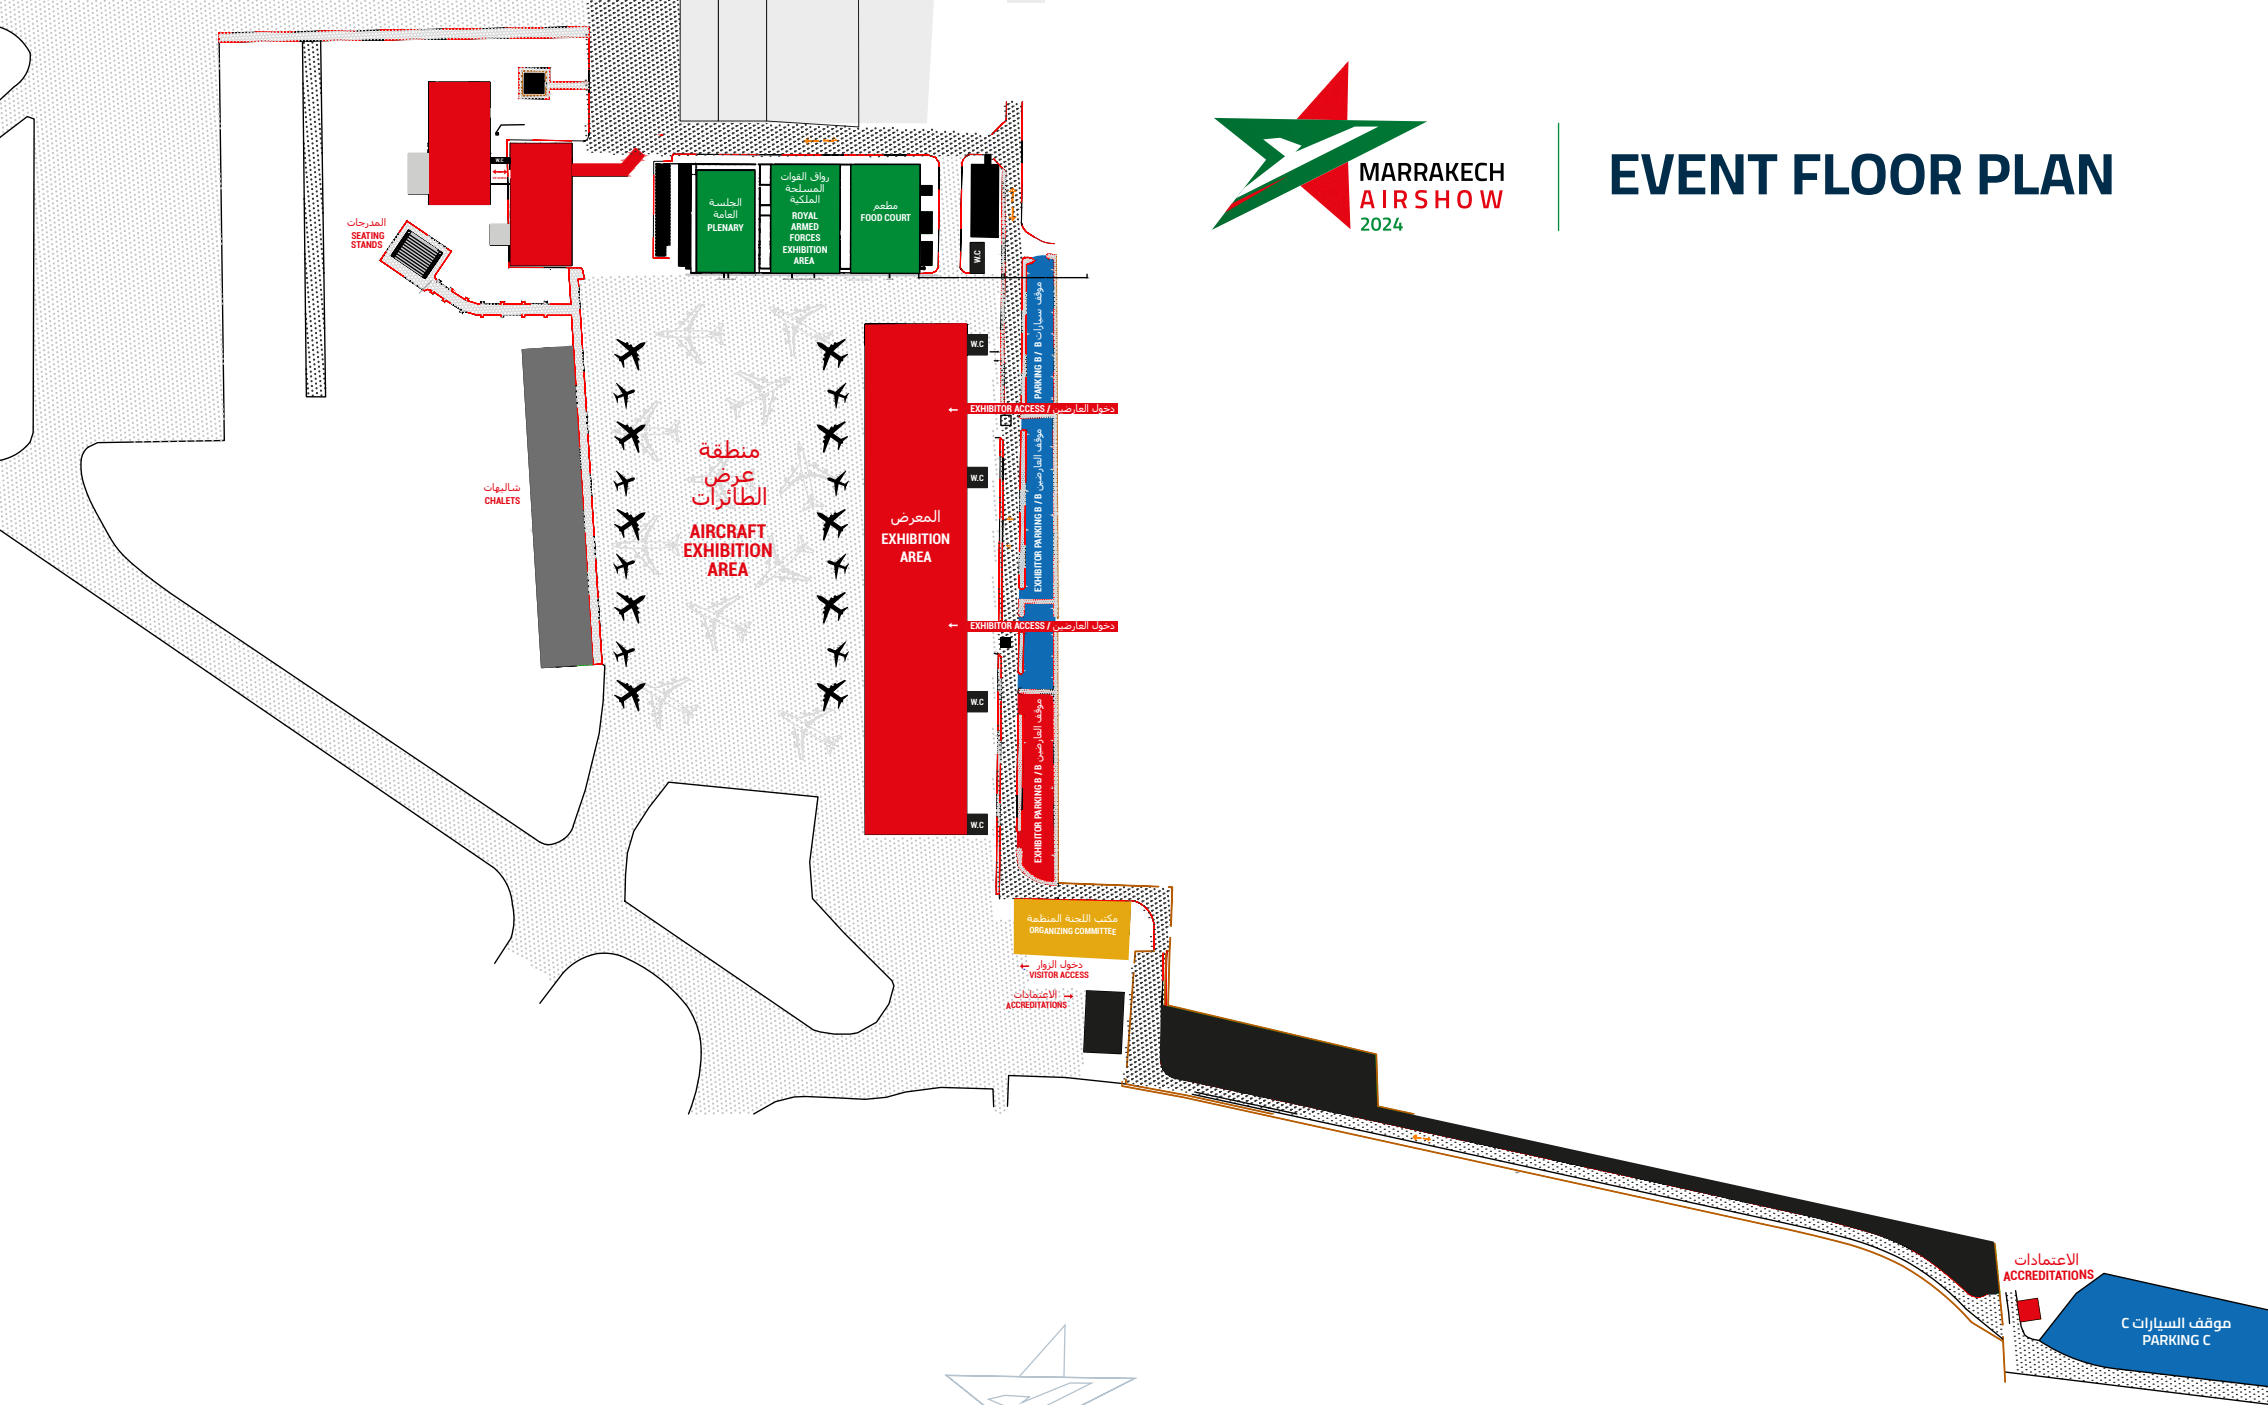 MARRAKECH
AIRSHOW
2024
EVENT FLOOR PLAN
W.C
المدرجات
SEATING
STANDS
الجلسة
العامة
PLENARY
رواق القوات
المسلحة
الملكية
ROYAL
ARMED
FORCES
EXHIBITION
AREA
مطعم
FOOD COURT
W.C
موقف سيارات PARKING B / B
W.C
EXHIBITOR ACCESS / دخول العارضين
موقف العارضين EXHIBITOR PARKING B / B
منطقة
عرض
الطائرات
AIRCRAFT
EXHIBITION
AREA
شاليهات
CHALETS
W.C
المعرض
EXHIBITION
AREA
EXHIBITOR ACCESS / دخول العارضين
W.C
موقف العارضين EXHIBITOR PARKING B / B
W.C
مكتب اللجنة المنظمة
ORGANIZING COMMITTEE
دخول الزوار
VISITOR ACCESS
الاعتمادات
ACCREDITATIONS
الاعتمادات
ACCREDITATIONS
موقف السيارات C
PARKING C